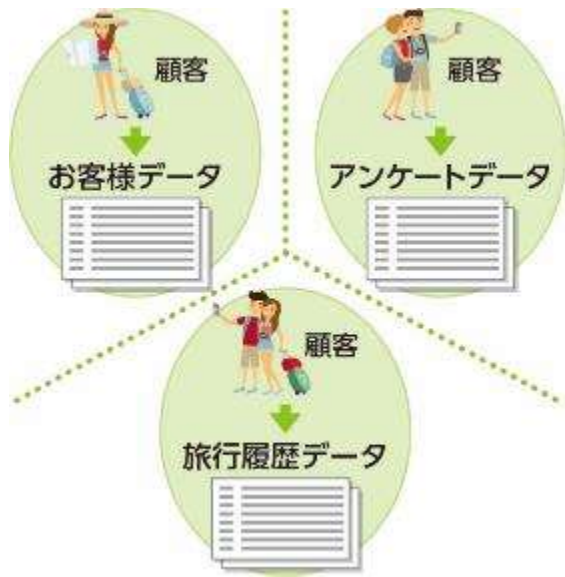 顧客
お客様データ
顧客
アンケートデータ
顧客
旅行履歴データ